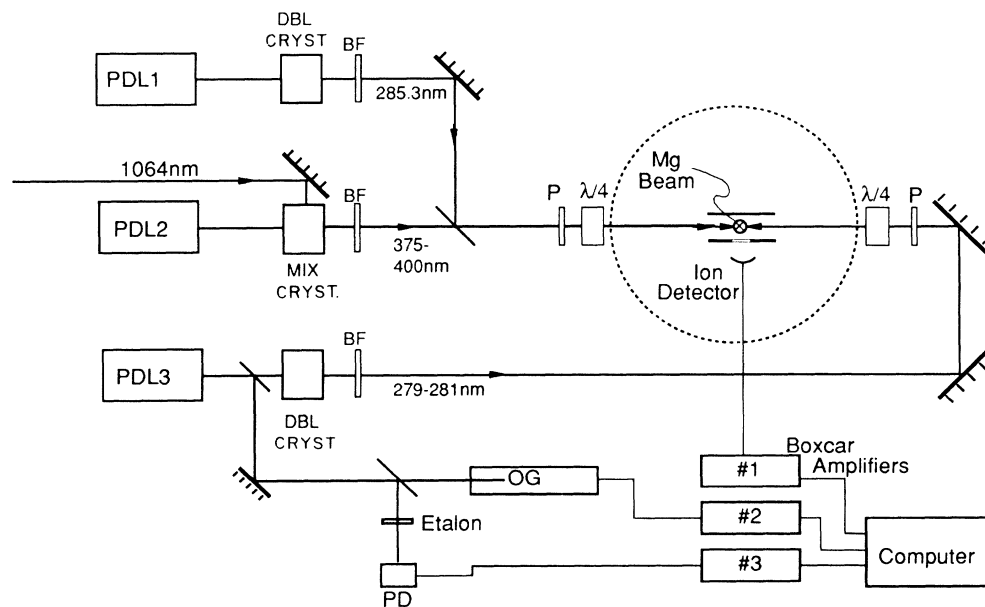 DBL
CRYST
BF
PDL1
285.3nm
1064nm
Mg
Beam
P
λ/4
λ/4
P
BF
PDL2
375-
400nm
MIX
CRYST.
Ion
Detector
BF
PDL3
279-281nm
DBL
CRYST
Boxcar
Amplifiers
#1
OG
#2
Etalon
Computer
#3
PD